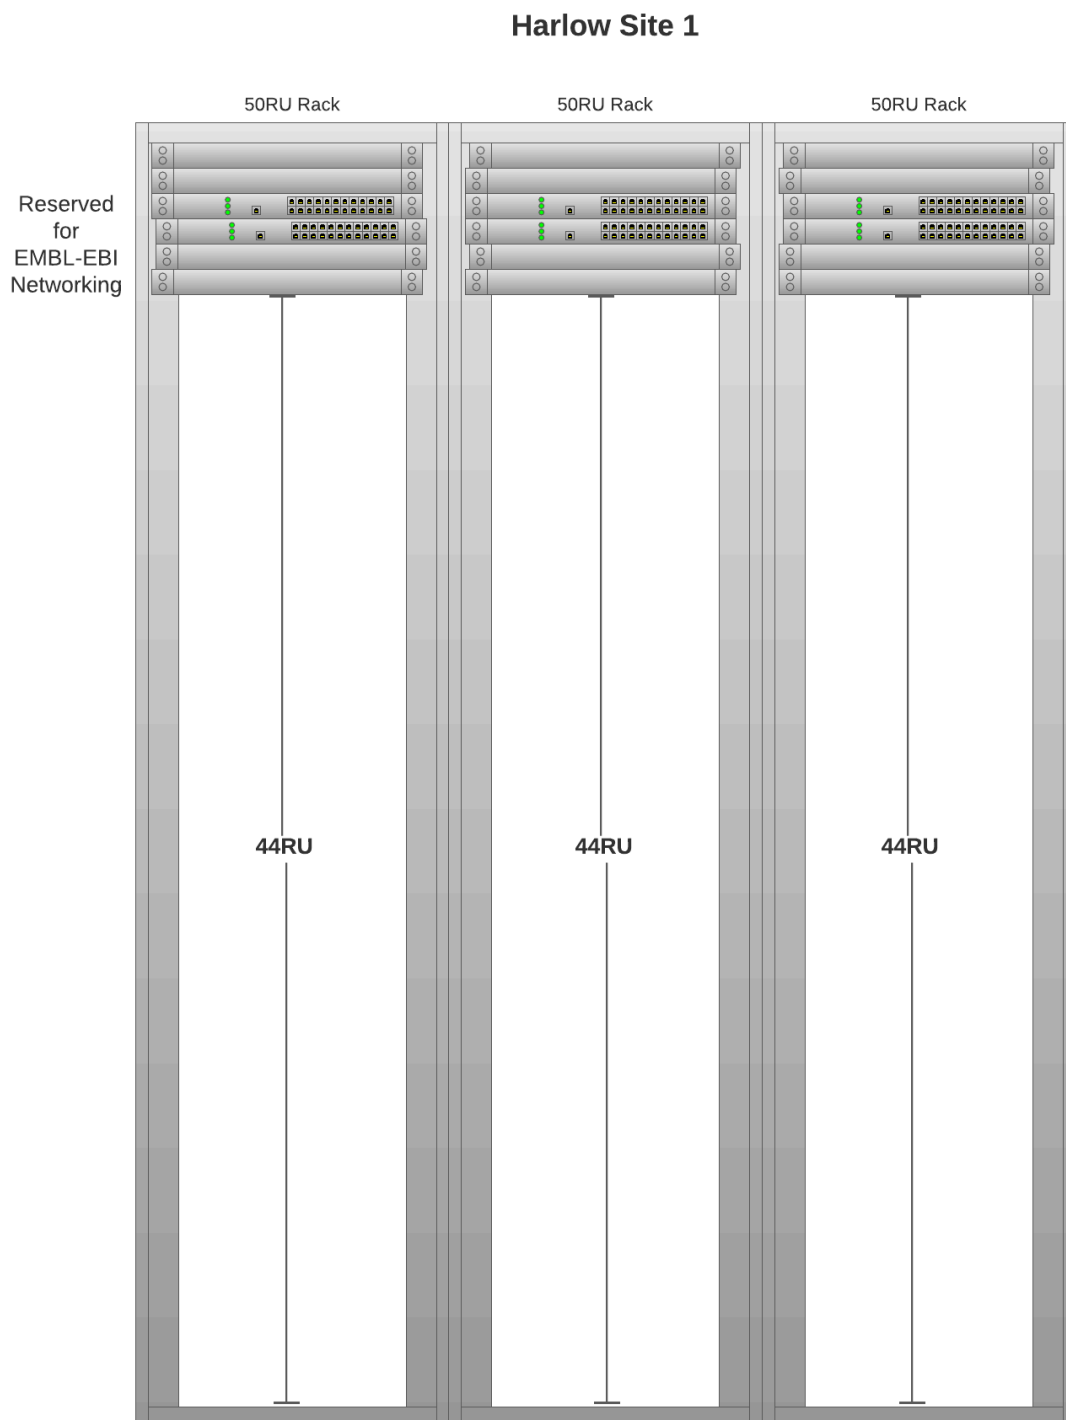 Harlow Site 1
50RU Rack
50RU Rack
50RU Rack
Reserved
for
EMBL-EBI
Networking
44RU
44RU
44RU